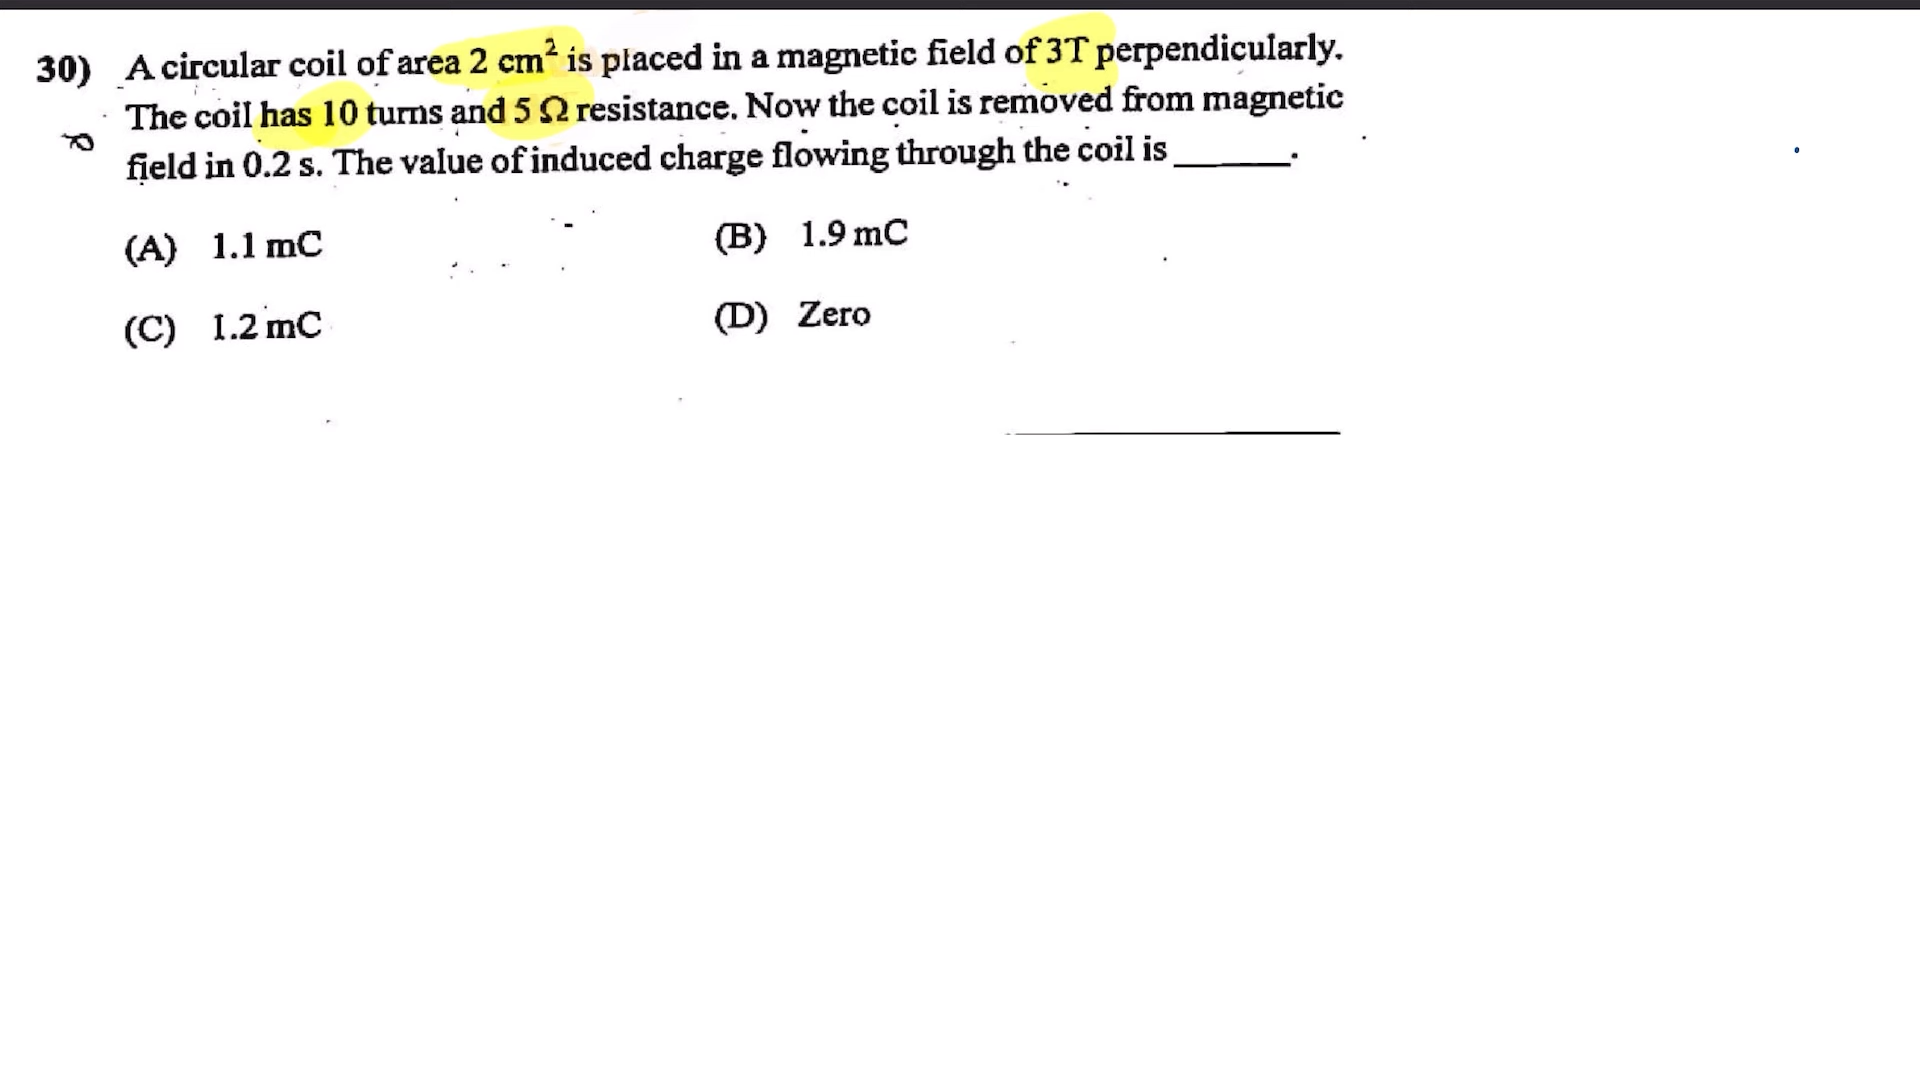 30) A circular coil of area 2 cm² is placed in a magnetic field of 3T perpendicularly.
The coil has 10 turns and 5 Ω resistance. Now the coil is removed from magnetic
field in 0.2 s. The value of induced charge flowing through the coil is ______.
(A) 1.1 mC (B) 1.9 mC
(C) 1.2 mC (D) Zero